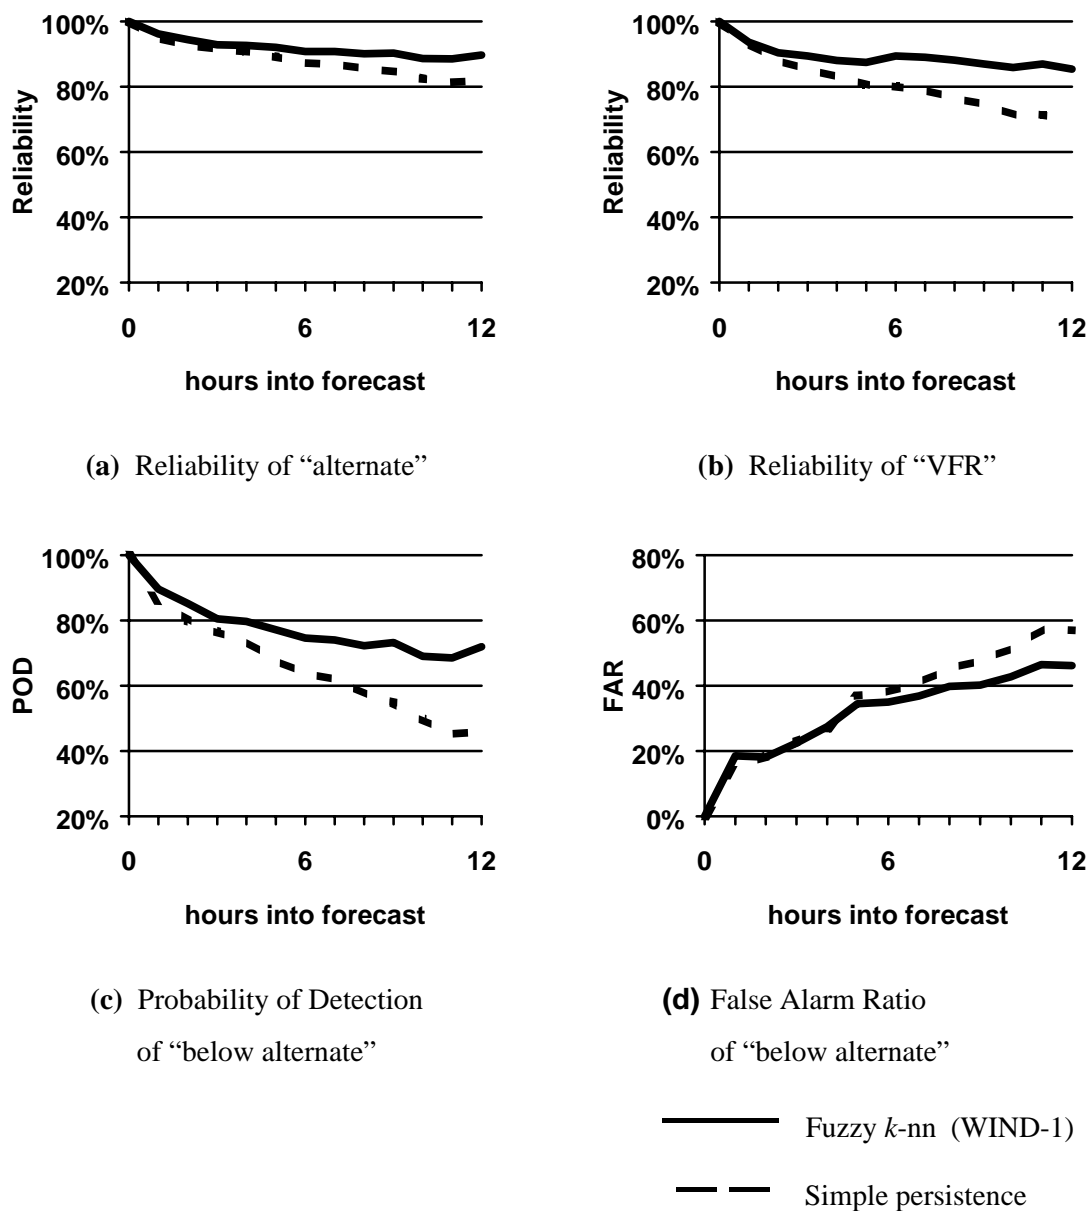 100%
80%
60%
40%
20%
Reliability
0
6
12
hours into forecast
(a) Reliability of “alternate”
100%
80%
60%
40%
20%
Reliability
0
6
12
hours into forecast
(b) Reliability of “VFR”
100%
80%
60%
40%
20%
POD
0
6
12
hours into forecast
(c) Probability of Detection
of “below alternate”
80%
60%
40%
20%
0%
FAR
0
6
12
hours into forecast
(d) False Alarm Ratio
of “below alternate”
Fuzzy k-nn (WIND-1)
Simple persistence